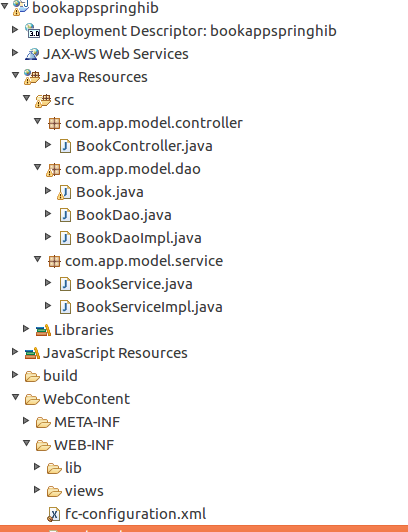 bookappspringhib
3.0 Deployment Descriptor: bookappspringhib
JAX-WS Web Services
Java Resources
src
com.app.model.controller
J BookController.java
com.app.model.dao
J Book.java
J BookDao.java
J BookDaoImpl.java
com.app.model.service
J BookService.java
J BookServiceImpl.java
Libraries
JavaScript Resources
build
WebContent
META-INF
WEB-INF
lib
views
X fc-configuration.xml